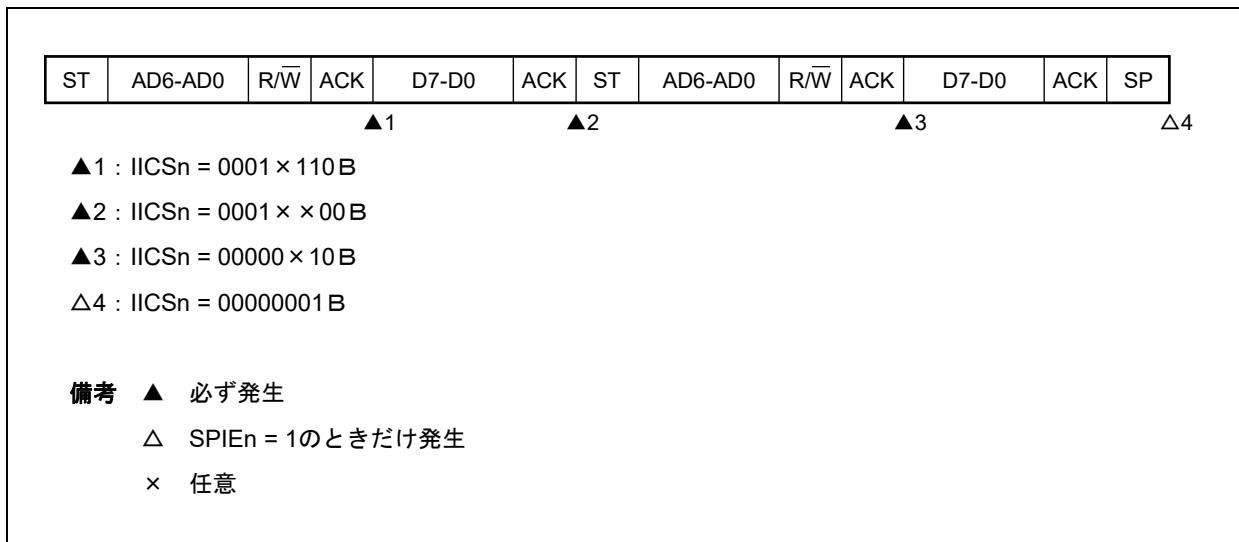 ST AD6-AD0 R/W̅ ACK D7-D0 ACK ST AD6-AD0 R/W̅ ACK D7-D0 ACK SP
▲1 ▲2 ▲3 △4
▲1：IICSn = 0001×110B
▲2：IICSn = 0001××00B
▲3：IICSn = 00000×10B
△4：IICSn = 00000001B
備考 ▲ 必ず発生
△ SPIEn = 1のときだけ発生
× 任意